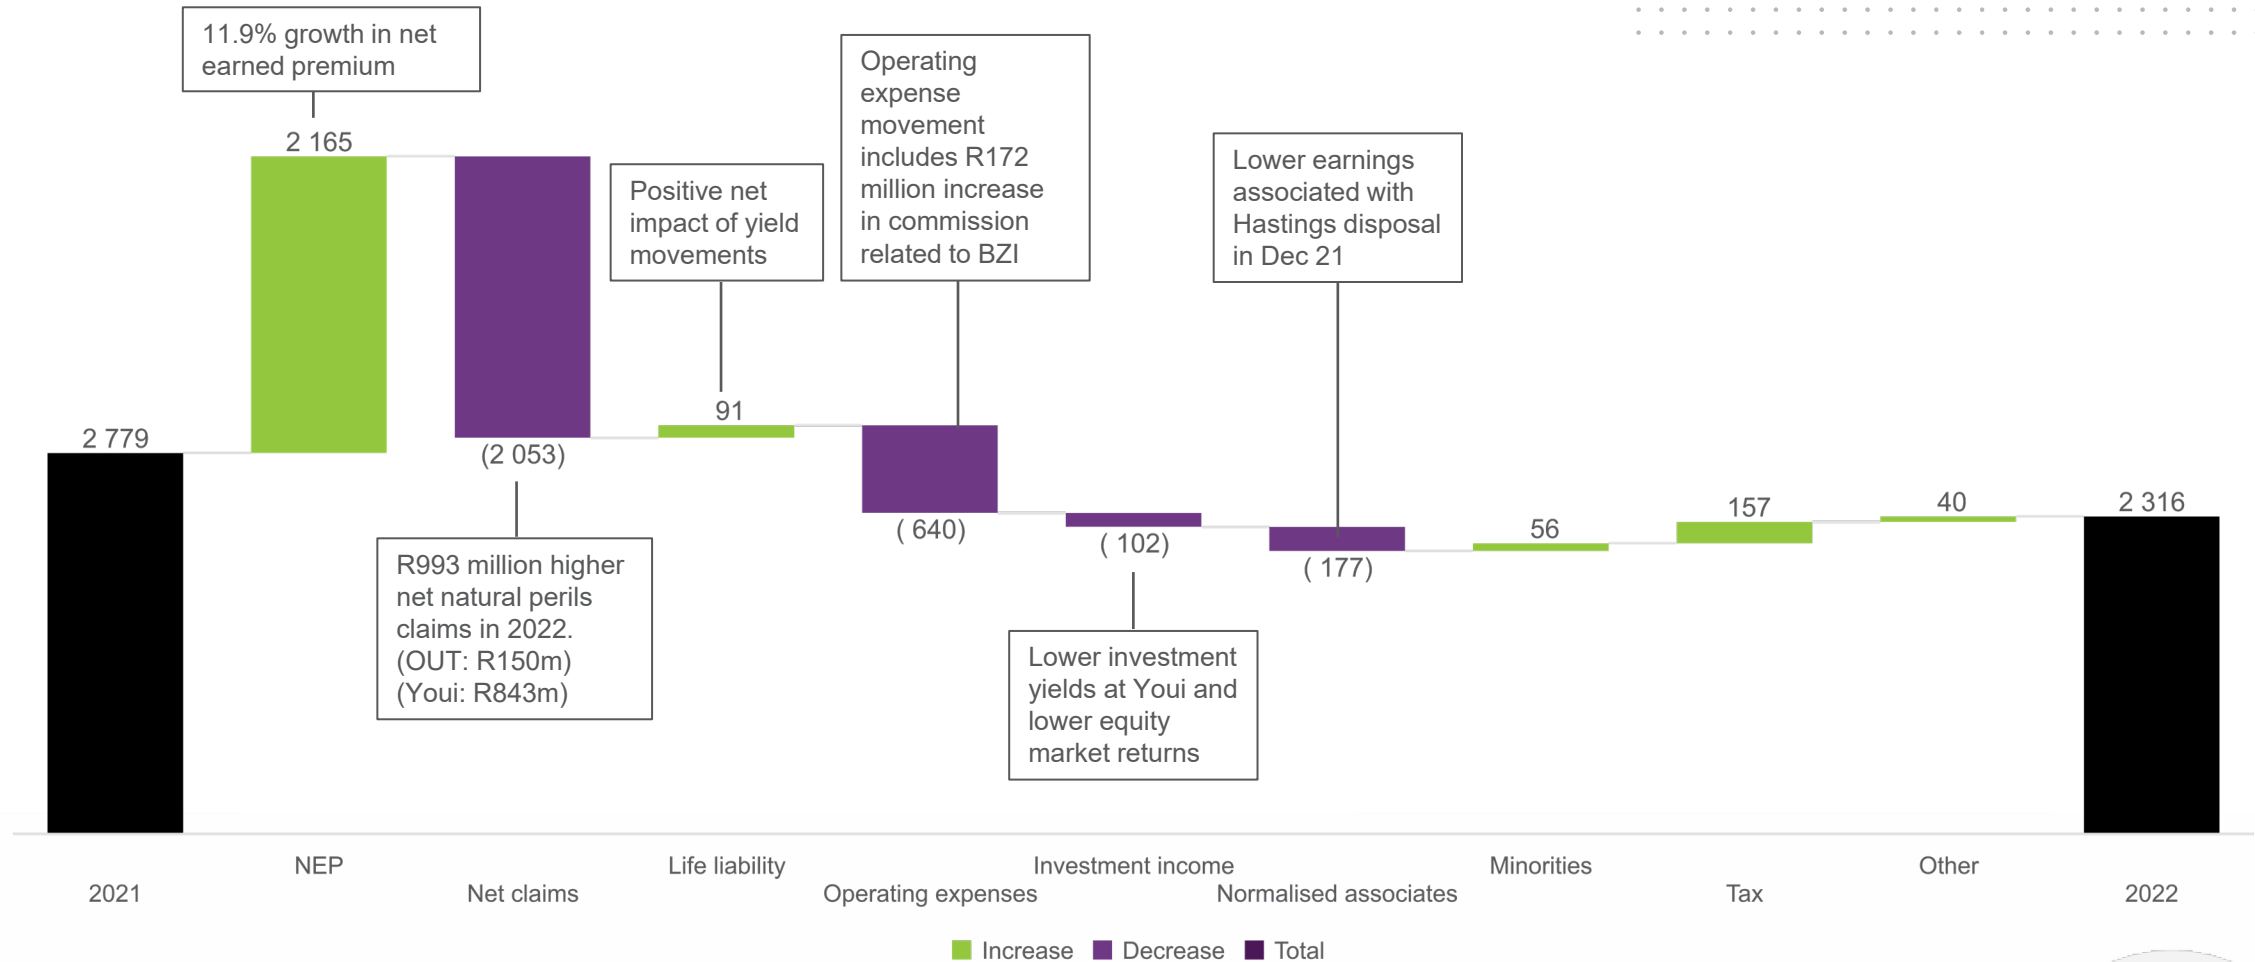 11.9% growth in net
earned premium
2 165
Operating
expense
movement
includes R172
million increase
in commission
related to BZI
Positive net
impact of yield
movements
Lower earnings
associated with
Hastings disposal
in Dec 21
2 779
(2 053)
91
( 640)
( 102)
( 177)
56
157
40
2 316
R993 million higher
net natural perils
claims in 2022.
(OUT: R150m)
(Youi: R843m)
Lower investment
yields at Youi and
lower equity
market returns
2021
NEP
Net claims
Life liability
Operating expenses
Investment income
Normalised associates
Minorities
Tax
Other
2022
Increase
Decrease
Total